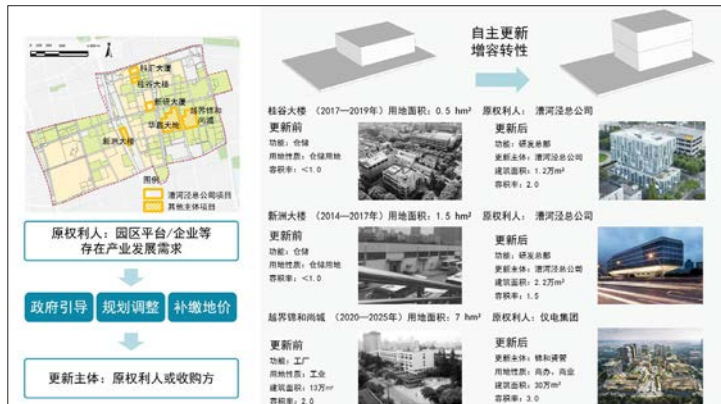 科汇大厦
桂谷大楼
新研大厦
越界锦和
尚城
华鑫天地
新洲大楼
图例
漕河泾总公司项目
其他主体项目
原权利人：园区平台/企业等
存在产业发展需求
政府引导
规划调整
补缴地价
更新主体：原权利人或收购方
自主更新
增容转性
桂谷大楼 （2017—2019年）用地面积：0.5 hm² 原权利人： 漕河泾总公司
更新前
功能：仓储
用地性质：仓储用地
容积率：<1.0
更新后
功能：研发总部
更新主体：漕河泾总公司
建筑面积：1.2万m²
容积率：2.0
新洲大楼 （2014—2017年）用地面积：1.5 hm² 原权利人： 漕河泾总公司
更新前
功能：仓储
用地性质：仓储用地
容积率：<1.0
更新后
功能：研发总部
更新主体：漕河泾总公司
建筑面积：2.2万m²
容积率：1.5
越界锦和尚城 （2020—2025年）用地面积：7 hm² 原权利人：仪电集团
更新前
功能：工厂
用地性质：工业
建筑面积：13万m²
容积率：2.0
更新后
更新主体：锦和资管
用地性质：商办、商业
建筑面积：30万m²
容积率：3.0